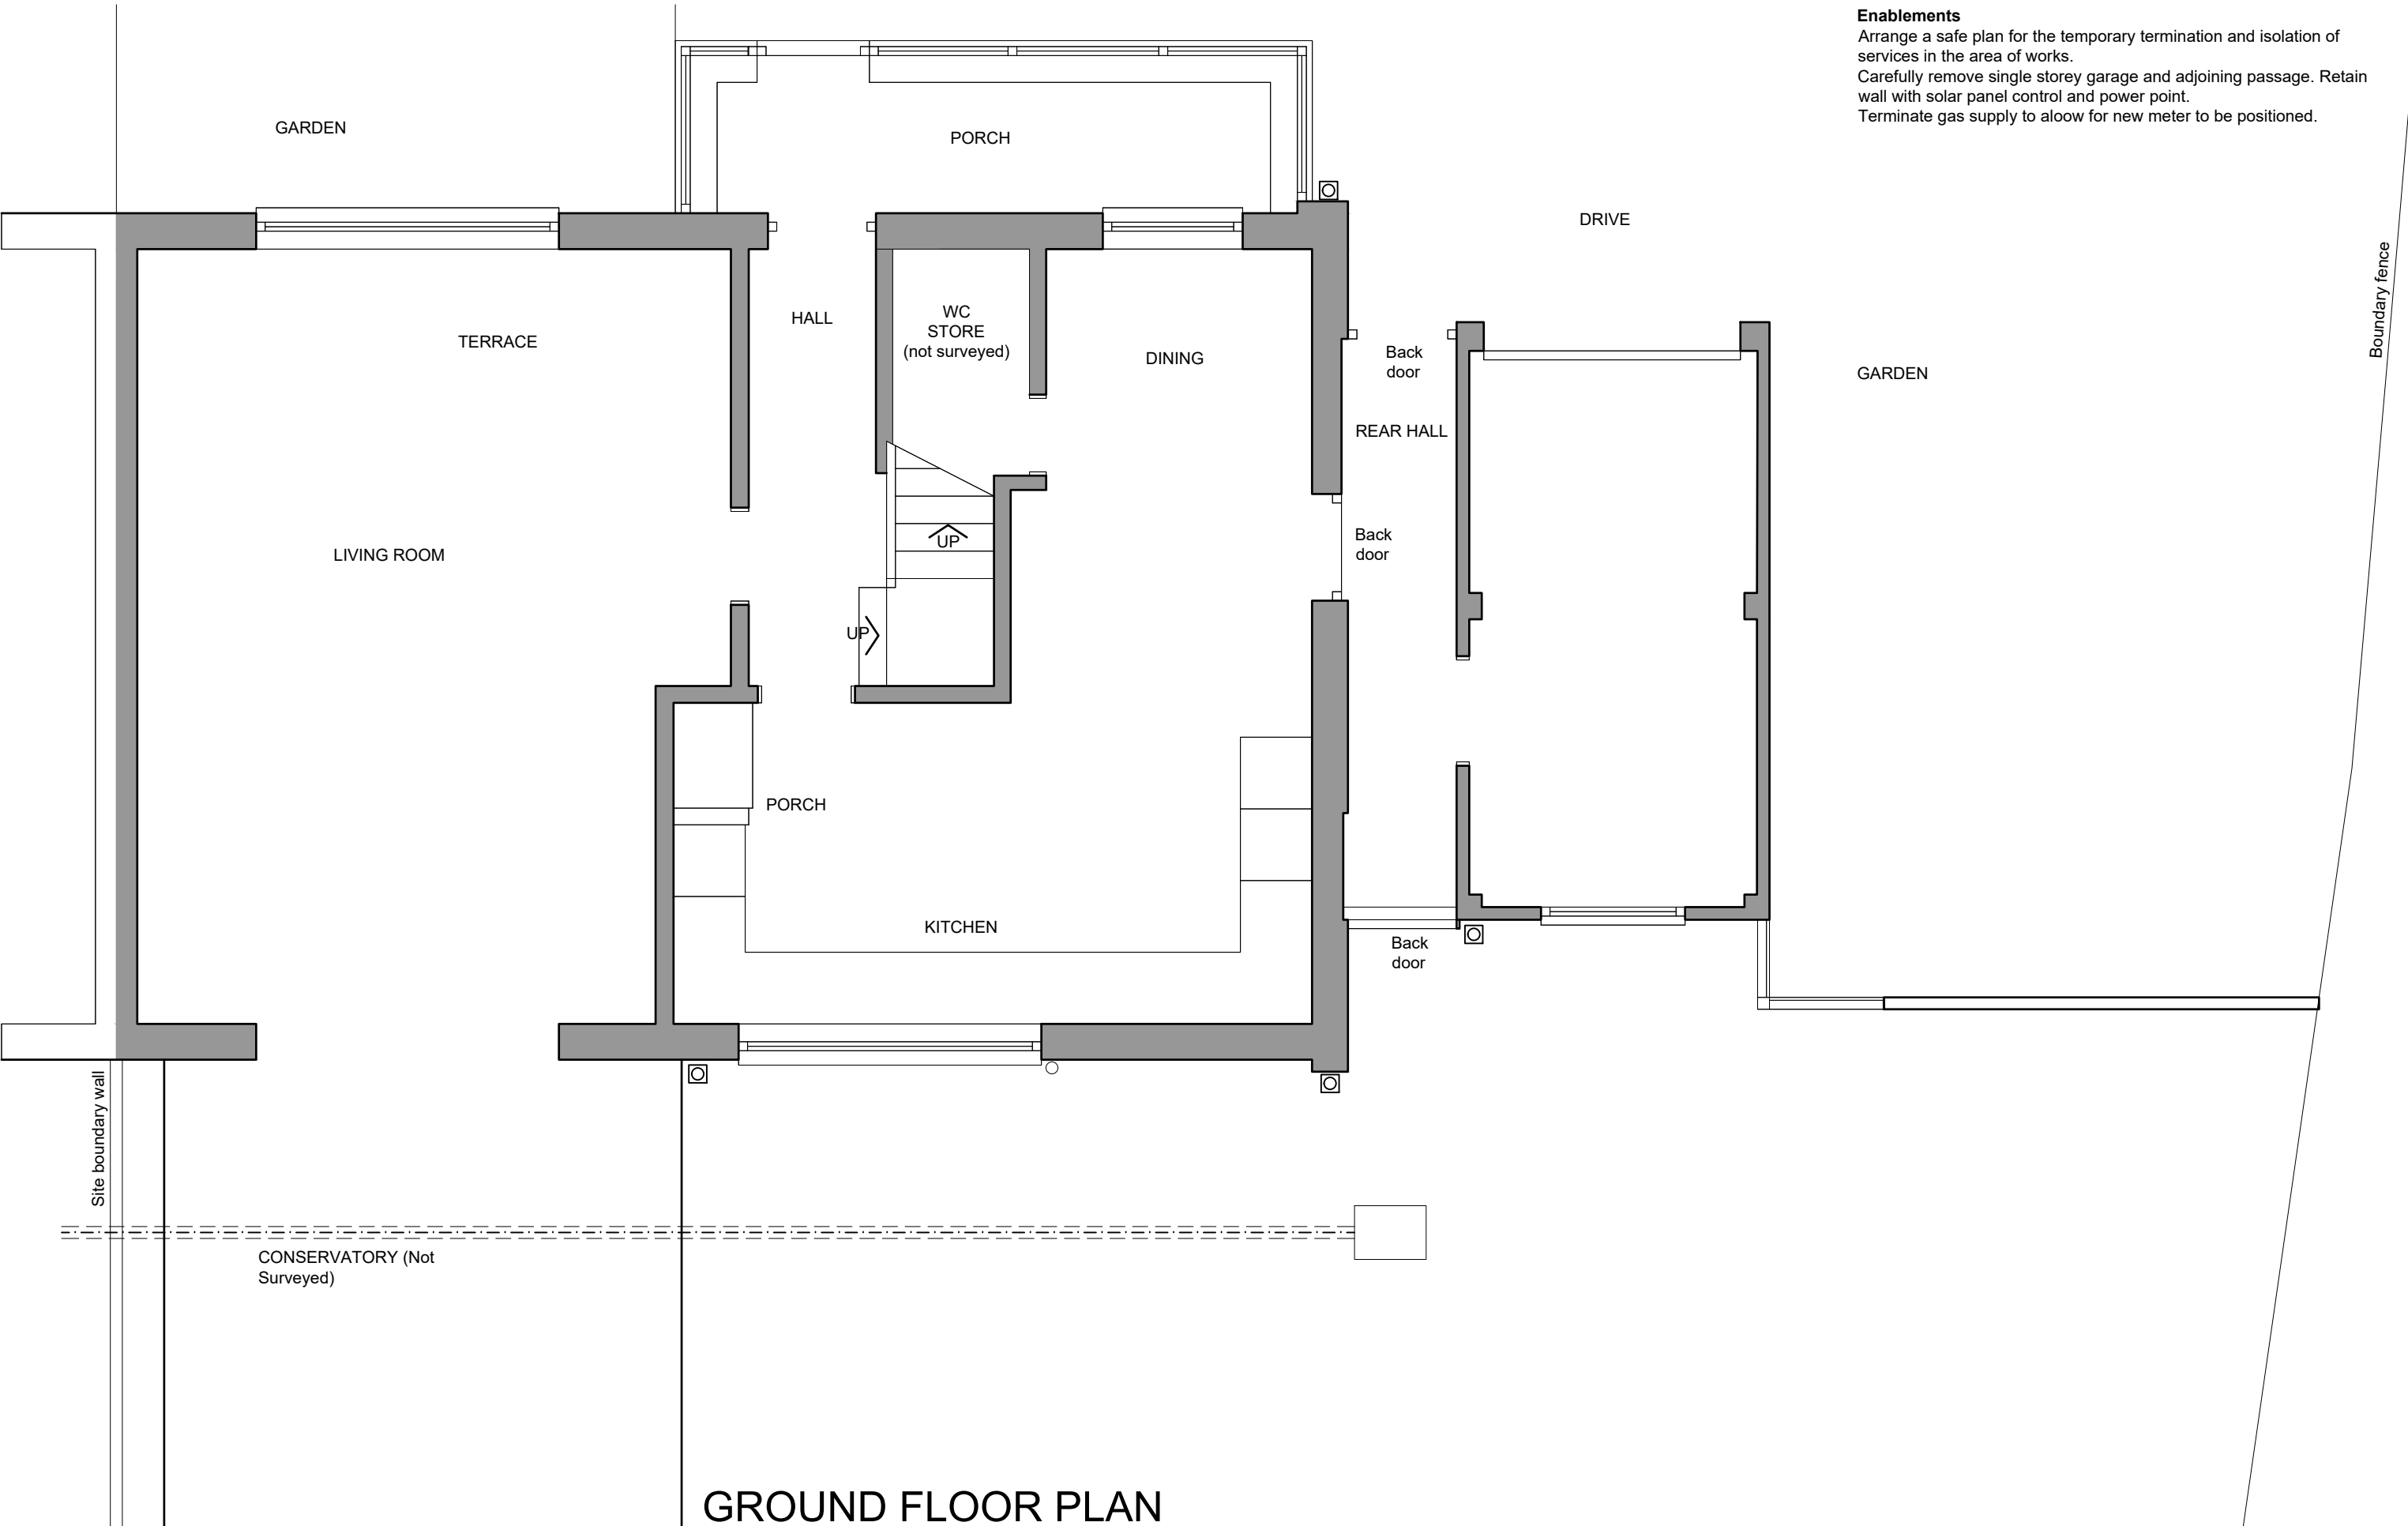 Enablements
Arrange a safe plan for the temporary termination and isolation of
services in the area of works.
Carefully remove single storey garage and adjoining passage. Retain
wall with solar panel control and power point.
Terminate gas supply to aloow for new meter to be positioned.
GARDEN
PORCH
DRIVE
Boundary fence
HALL
WC
STORE
(not surveyed)
TERRACE
DINING
Back
door
GARDEN
REAR HALL
LIVING ROOM
UP
Back
door
UP
PORCH
KITCHEN
Back
door
Site boundary wall
CONSERVATORY (Not
Surveyed)
GROUND FLOOR PLAN